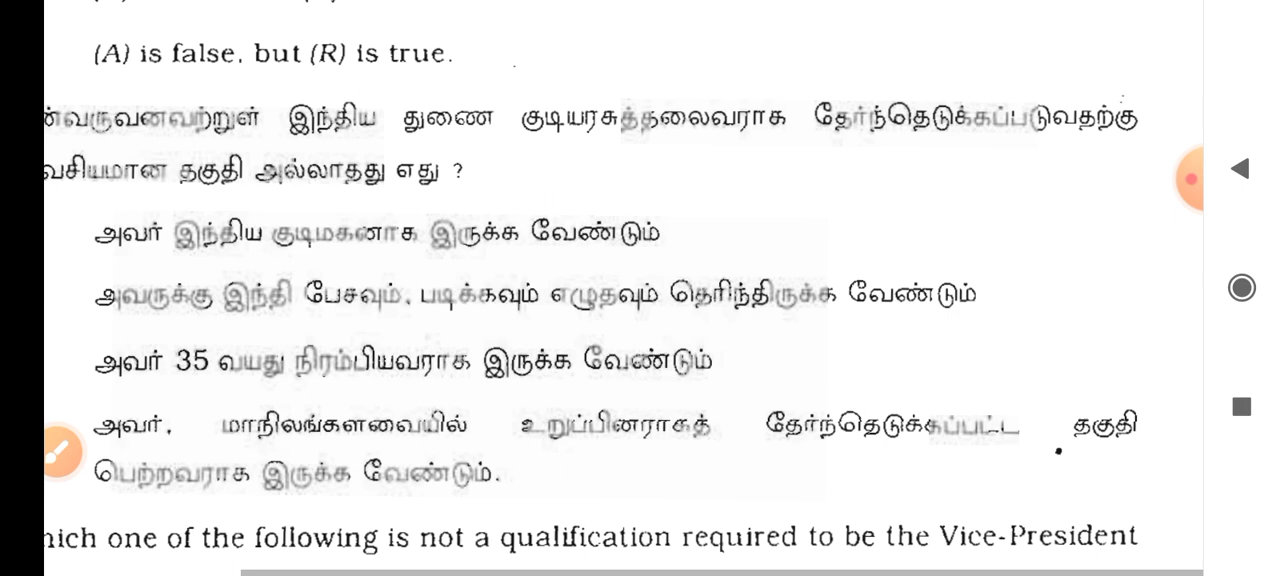 (A) is false, but (R) is true.
ன்வருவனவற்றுள் இந்திய துணை குடியரசுத்தலைவராக தேர்ந்தெடுக்கப்படுவதற்கு
வசியமான தகுதி அல்லாதது எது ?
அவர் இந்திய குடிமகனாக இருக்க வேண்டும்
அவருக்கு இந்தி பேசவும், படிக்கவும் எழுதவும் தெரிந்திருக்க வேண்டும்
அவர் 35 வயது நிரம்பியவராக இருக்க வேண்டும்
அவர், மாநிலங்களவையில் உறுப்பினராகத் தேர்ந்தெடுக்கப்பட்ட தகுதி
பெற்றவராக இருக்க வேண்டும்.
hich one of the following is not a qualification required to be the Vice-President